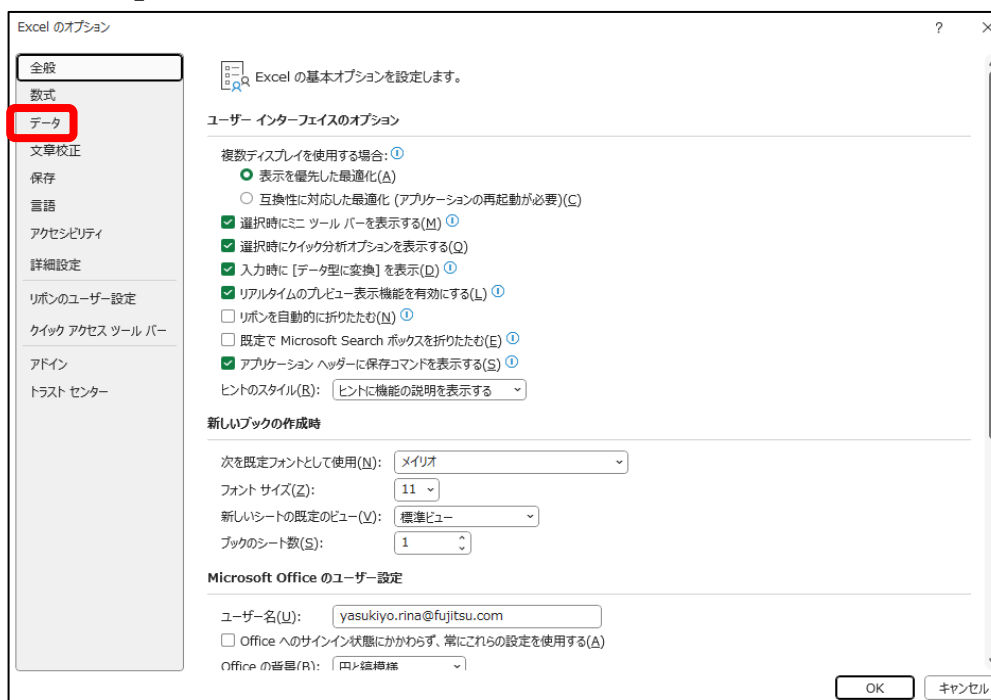 Excel のオプション ?
全般
数式
データ
文章校正
保存
言語
アクセシビリティ
詳細設定
リボンのユーザー設定
クイック アクセス ツール バー
アドイン
トラスト センター
Excel の基本オプションを設定します。
ユーザー インターフェイスのオプション
複数ディスプレイを使用する場合:
表示を優先した最適化(A)
互換性に対応した最適化 (アプリケーションの再起動が必要)(C)
選択時にミニ ツール バーを表示する(M)
選択時にクイック分析オプションを表示する(Q)
入力時に [データ型に変換] を表示(D)
リアルタイムのプレビュー表示機能を有効にする(L)
リボンを自動的に折りたたむ(N)
既定で Microsoft Search ボックスを折りたたむ(E)
アプリケーション ヘッダーに保存コマンドを表示する(S)
ヒントのスタイル(R): ヒントに機能の説明を表示する
新しいブックの作成時
次を既定フォントとして使用(N): メイリオ
フォント サイズ(Z): 11
新しいシートの既定のビュー(V): 標準ビュー
ブックのシート数(S): 1
Microsoft Office のユーザー設定
ユーザー名(U): yasukiyo.rina@fujitsu.com
Office へのサインイン状態にかかわらず、常にこれらの設定を使用する(A)
Office の背景(B): 円と縞模様
OK キャンセル